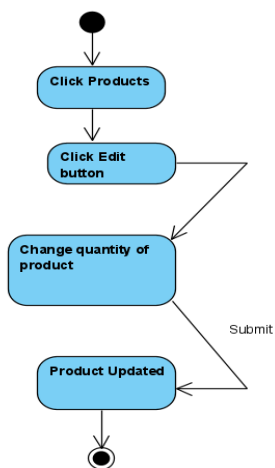 Click Products
Click Edit
button
Change quantity of
product
Submit
Product Updated